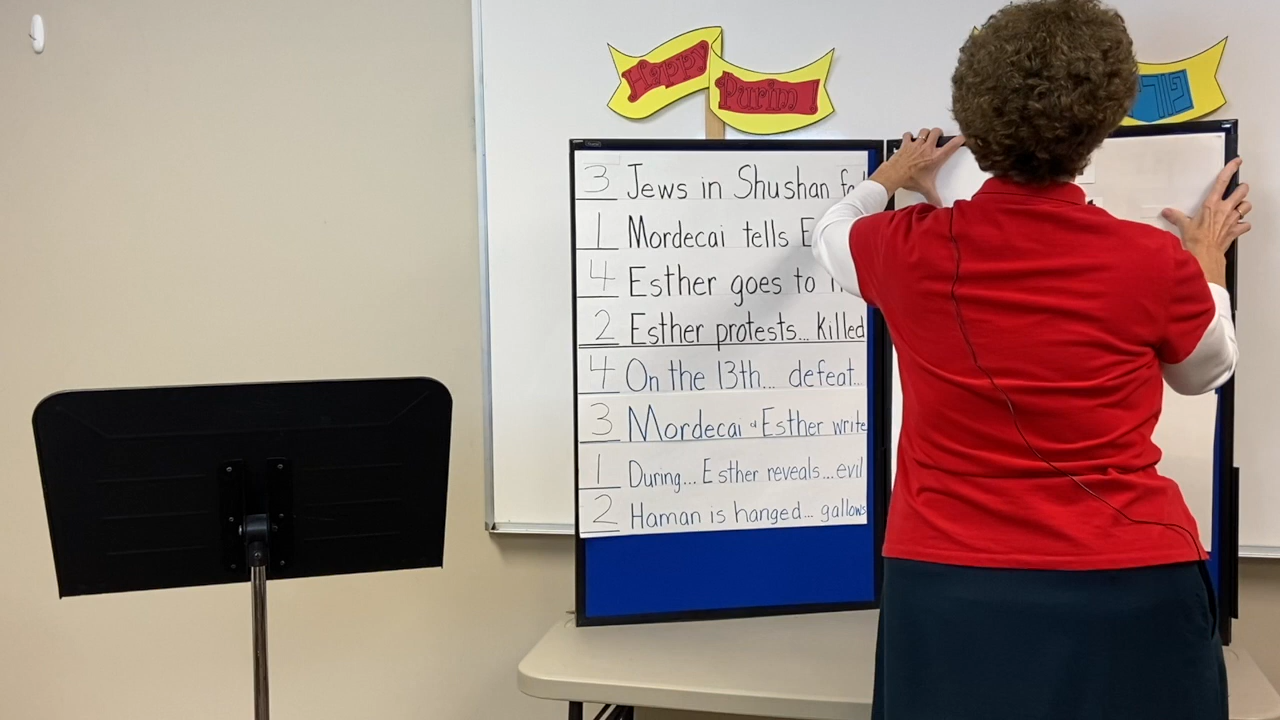 Happy
Purim!
פורים
3 Jews in Shushan
1 Mordecai tells
4 Esther goes to
2 Esther protests... killed
4 On the 13th... defeat...
3 Mordecai & Esther write
1 During... Esther reveals... evil
2 Haman is hanged... gallows